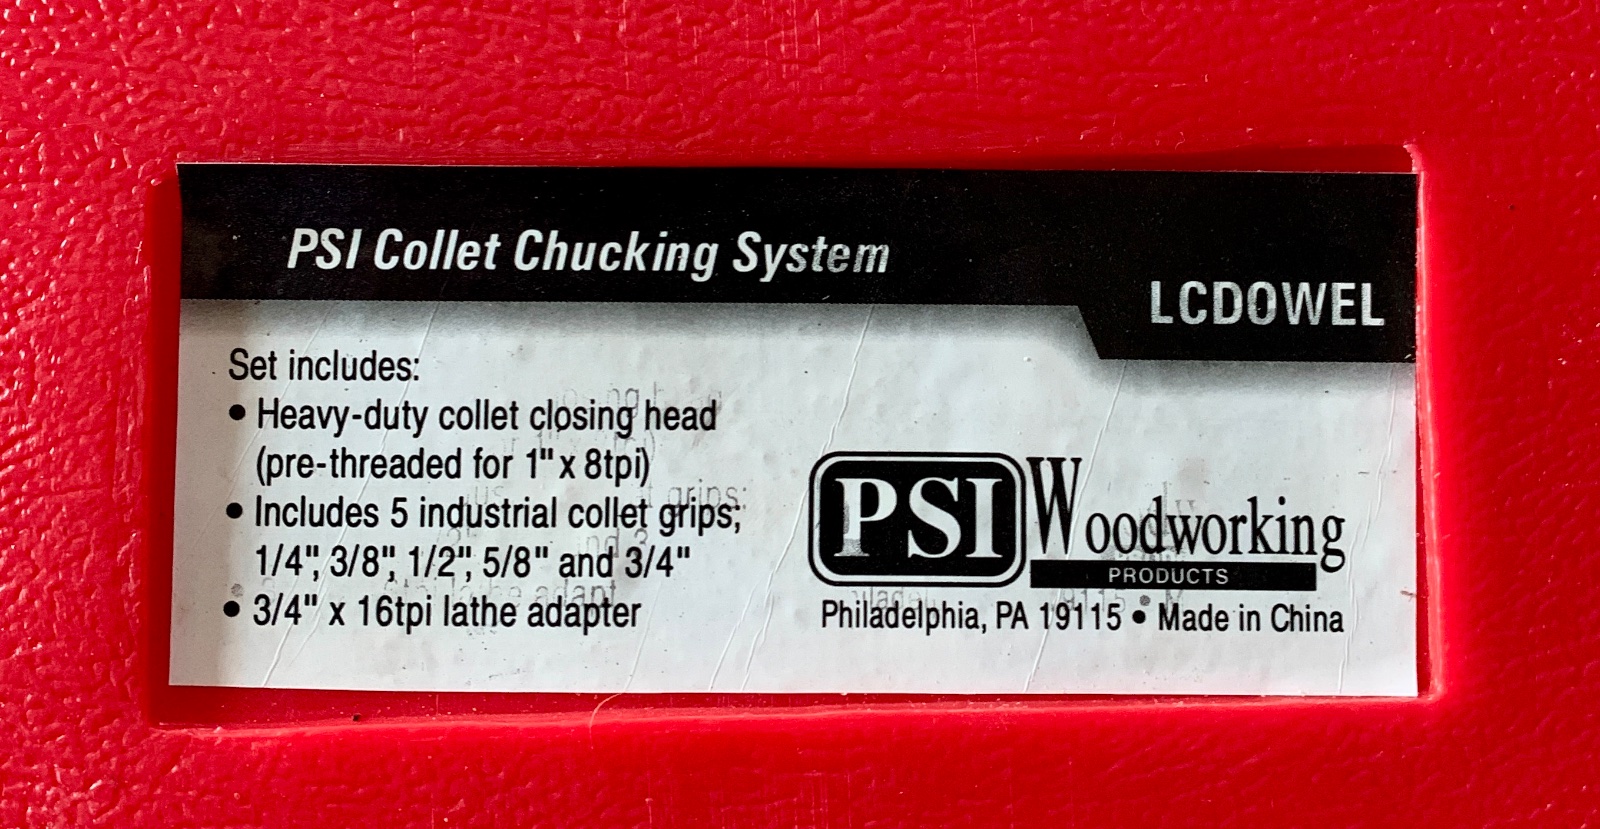 PSI Collet Chucking System
LCDOWEL
Set includes:
• Heavy-duty collet closing head
(pre-threaded for 1" x 8tpi)
• Includes 5 industrial collet grips;
1/4", 3/8", 1/2", 5/8" and 3/4"
• 3/4" x 16tpi lathe adapter
PSI Woodworking
PRODUCTS
Philadelphia, PA 19115 • Made in China